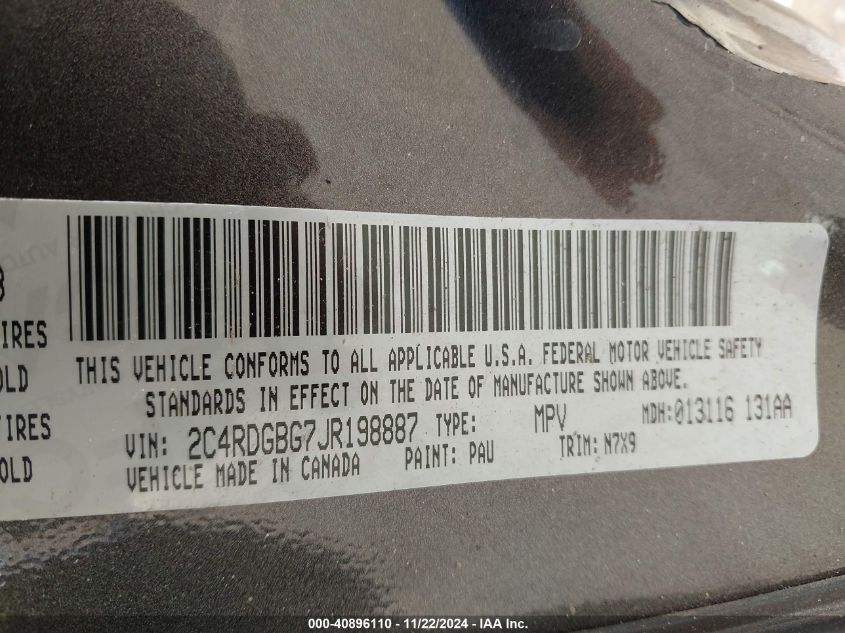 THIS VEHICLE CONFORMS TO ALL APPLICABLE U.S.A. FEDERAL MOTOR VEHICLE SAFETY
STANDARDS IN EFFECT ON THE DATE OF MANUFACTURE SHOWN ABOVE.
VIN: 2C4RDGBG7JR198887 TYPE: MPV MDH:013116 131AA
VEHICLE MADE IN CANADA PAINT: PAU TRIM: N7X9
IRES
OLD
IRES
OLD
000-40896110 - 11/22/2024 - IAA Inc.